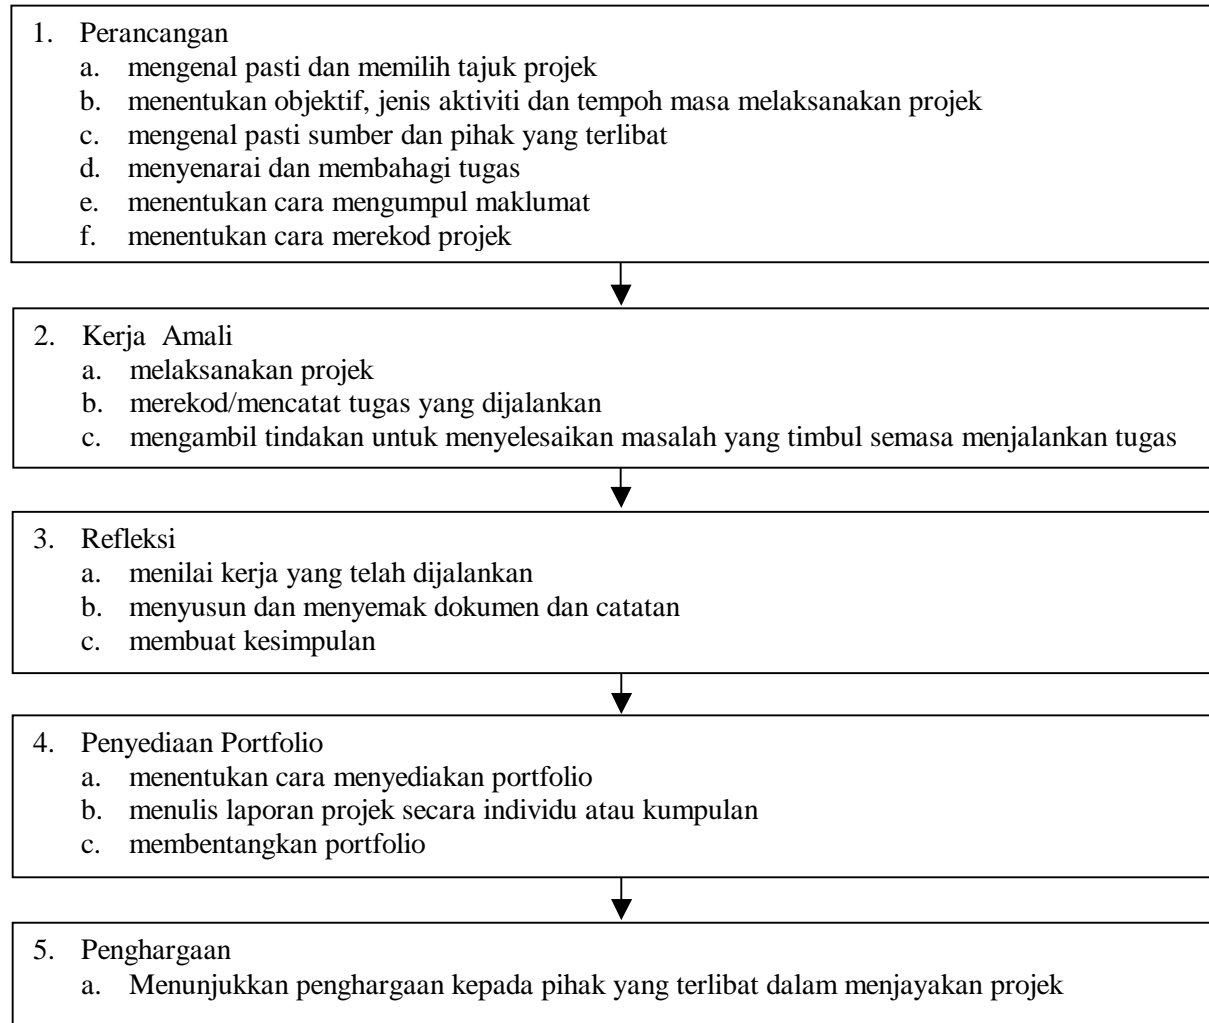 1. Perancangan
a. mengenal pasti dan memilih tajuk projek
b. menentukan objektif, jenis aktiviti dan tempoh masa melaksanakan projek
c. mengenal pasti sumber dan pihak yang terlibat
d. menyenarai dan membahagi tugas
e. menentukan cara mengumpul maklumat
f. menentukan cara merekod projek
2. Kerja Amali
a. melaksanakan projek
b. merekod/mencatat tugas yang dijalankan
c. mengambil tindakan untuk menyelesaikan masalah yang timbul semasa menjalankan tugas
3. Refleksi
a. menilai kerja yang telah dijalankan
b. menyusun dan menyemak dokumen dan catatan
c. membuat kesimpulan
4. Penyediaan Portfolio
a. menentukan cara menyediakan portfolio
b. menulis laporan projek secara individu atau kumpulan
c. membentangkan portfolio
5. Penghargaan
a. Menunjukkan penghargaan kepada pihak yang terlibat dalam menjayakan projek